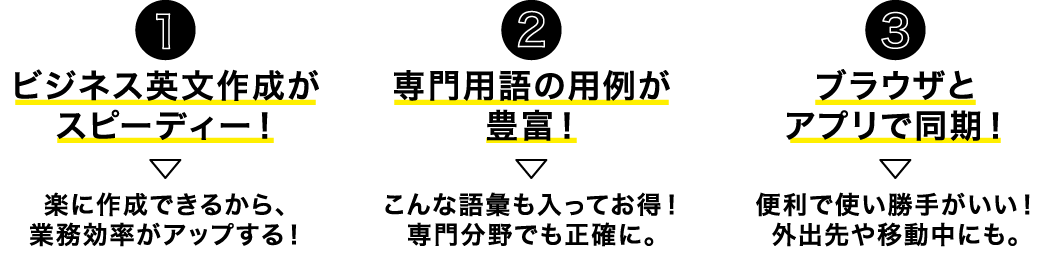 1
ビジネス英文作成が
スピーディー！
楽に作成できるから、
業務効率がアップする！
2
専門用語の用例が
豊富！
こんな語彙も入ってお得！
専門分野でも正確に。
3
ブラウザと
アプリで同期！
便利で使い勝手がいい！
外出先や移動中にも。